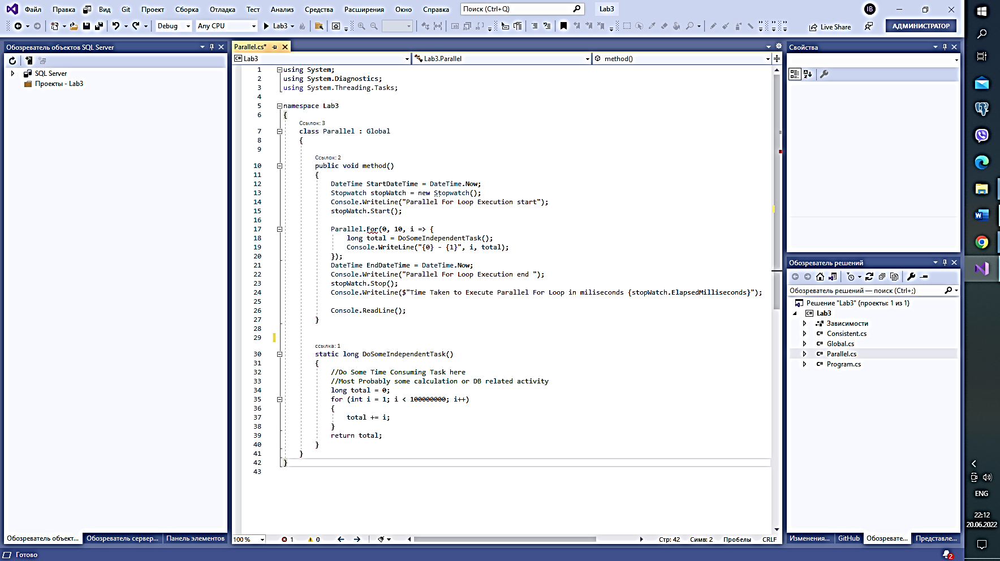 Файл Правка Вид Git Проект Сборка Отладка Тест Анализ Средства Расширения Окно Справка Поиск (Ctrl+Q) Lab3 IB
Debug Any CPU Lab3 Live Share АДМИНИСТРАТОР
Обозреватель объектов SQL Server
SQL Server
Проекты - Lab3
Parallel.cs*
Lab3 Lab3.Parallel method()
1 using System;
2 using System.Diagnostics;
3 using System.Threading.Tasks;
4
5 namespace Lab3
6 {
Ссылок: 3
7 class Parallel : Global
8 {
9
Ссылок: 2
10 public void method()
11 {
12 DateTime StartDateTime = DateTime.Now;
13 Stopwatch stopWatch = new Stopwatch();
14 Console.WriteLine("Parallel For Loop Execution start");
15 stopWatch.Start();
16
17 Parallel.For(0, 10, i => {
18 long total = DoSomeIndependentTask();
19 Console.WriteLine("{0} - {1}", i, total);
20 });
21 DateTime EndDateTime = DateTime.Now;
22 Console.WriteLine("Parallel For Loop Execution end ");
23 stopWatch.Stop();
24 Console.WriteLine($"Time Taken to Execute Parallel For Loop in miliseconds {stopWatch.ElapsedMilliseconds}");
25
26 Console.ReadLine();
27 }
28
29
ссылка: 1
30 static long DoSomeIndependentTask()
31 {
32 //Do Some Time Consuming Task here
33 //Most Probably some calculation or DB related activity
34 long total = 0;
35 for (int i = 1; i < 100000000; i++)
36 {
37 total += i;
38 }
39 return total;
40 }
41 }
42 }
43
100 % 1 0 Стр: 42 Симв: 2 Пробелы CRLF
Обозреватель объект... Обозреватель сервер... Панель элементов
Готово
Свойства
Обозреватель решений
Обозреватель решений — поиск (Ctrl+;)
Решение "Lab3" (проекты: 1 из 1)
C# Lab3
Зависимости
C# Consistent.cs
C# Global.cs
C# Parallel.cs
C# Program.cs
Изменения... GitHub Обозревате... Представле...
2
ENG
22:12
20.06.2022